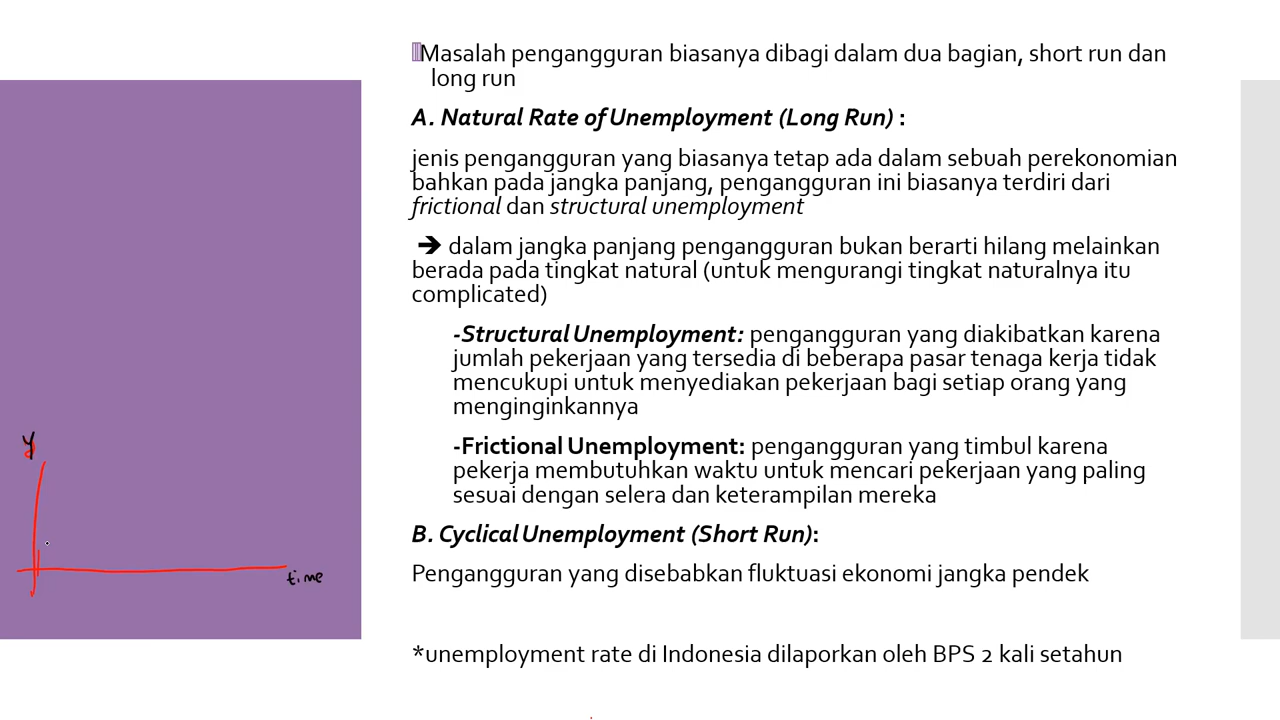 Masalah pengangguran biasanya dibagi dalam dua bagian, short run dan
long run
A. Natural Rate of Unemployment (Long Run) :
jenis pengangguran yang biasanya tetap ada dalam sebuah perekonomian
bahkan pada jangka panjang, pengangguran ini biasanya terdiri dari
frictional dan structural unemployment
➔ dalam jangka panjang pengangguran bukan berarti hilang melainkan
berada pada tingkat natural (untuk mengurangi tingkat naturalnya itu
complicated)
-Structural Unemployment: pengangguran yang diakibatkan karena
jumlah pekerjaan yang tersedia di beberapa pasar tenaga kerja tidak
mencukupi untuk menyediakan pekerjaan bagi setiap orang yang
menginginkannya
-Frictional Unemployment: pengangguran yang timbul karena
pekerja membutuhkan waktu untuk mencari pekerjaan yang paling
sesuai dengan selera dan keterampilan mereka
B. Cyclical Unemployment (Short Run):
Pengangguran yang disebabkan fluktuasi ekonomi jangka pendek
*unemployment rate di Indonesia dilaporkan oleh BPS 2 kali setahun
y
time